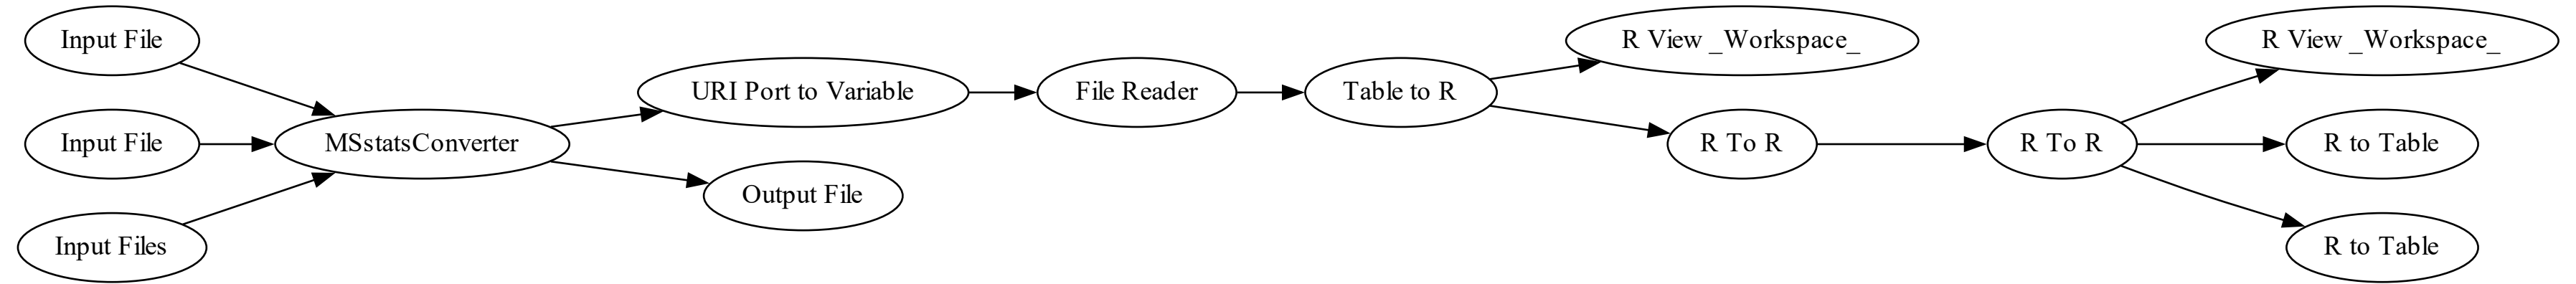 Input File
Input File
Input Files
MSstatsConverter
URI Port to Variable
Output File
File Reader
Table to R
R View _Workspace_
R To R
R To R
R View _Workspace_
R to Table
R to Table